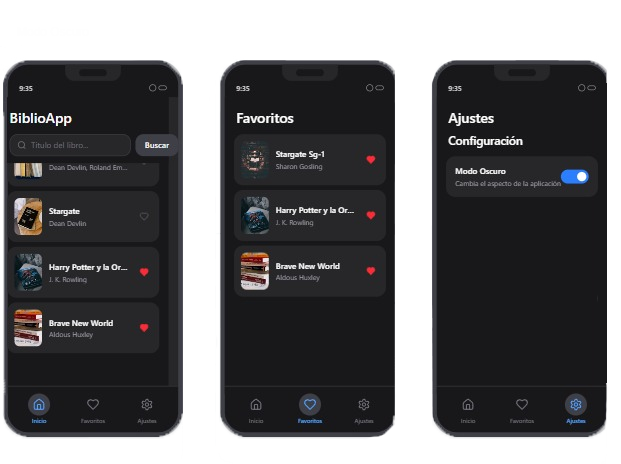 9:35
BiblioApp
Título del libro...
Buscar
Dean Devlin, Roland Em...
Stargate
Dean Devlin
Harry Potter y la Or...
J. K. Rowling
Brave New World
Aldous Huxley
Inicio
Favoritos
Ajustes
9:35
Favoritos
Stargate Sg-1
Sharon Gosling
Harry Potter y la Or...
J. K. Rowling
Brave New World
Aldous Huxley
Inicio
Favoritos
Ajustes
9:35
Ajustes
Configuración
Modo Oscuro
Cambia el aspecto de la aplicación
Inicio
Favoritos
Ajustes